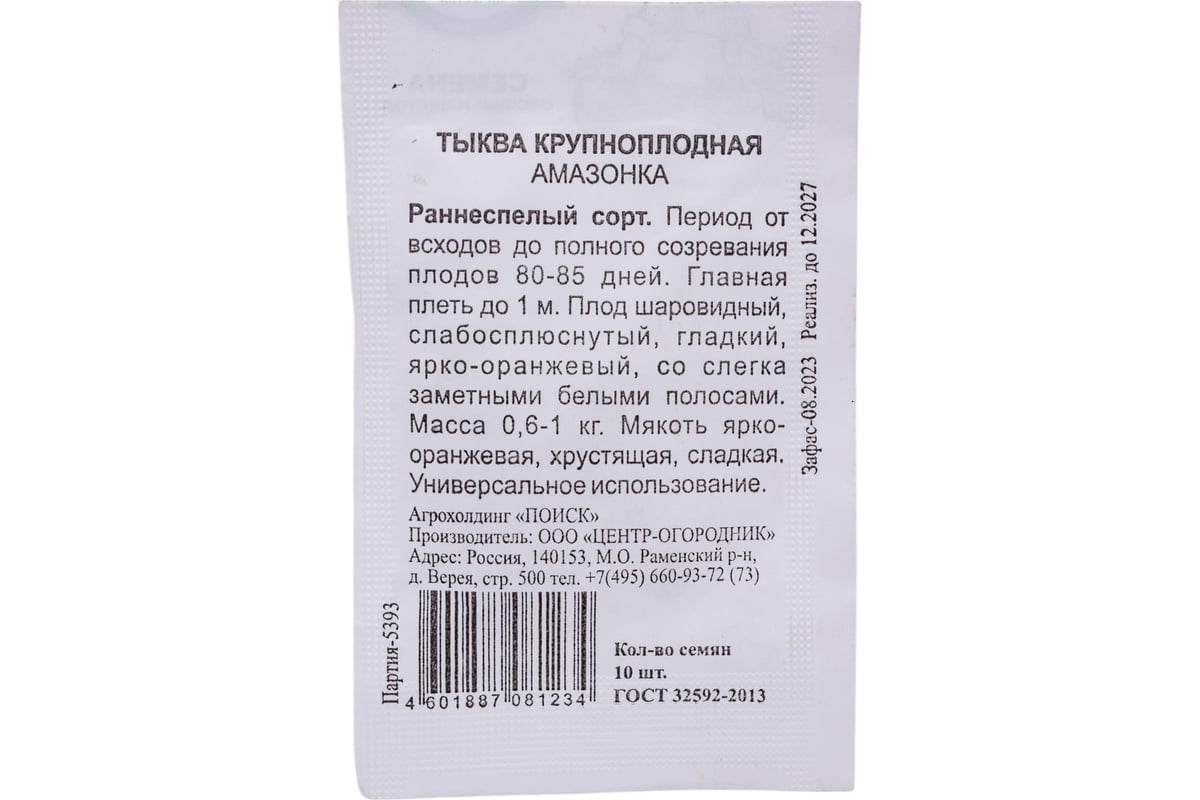 СЕМЕНА
ТЫКВА КРУПНОПЛОДНАЯ
АМАЗОНКА
Раннеспелый сорт. Период от
всходов до полного созревания
плодов 80-85 дней. Главная
плеть до 1 м. Плод шаровидный,
слабосплюснутый, гладкий,
ярко-оранжевый, со слегка
заметными белыми полосами.
Масса 0,6-1 кг. Мякоть ярко-
оранжевая, хрустящая, сладкая.
Универсальное использование.
Агрохолдинг «ПОИСК»
Производитель: ООО «ЦЕНТР-ОГОРОДНИК»
Адрес: Россия, 140153, М.О. Раменский р-н,
д. Верея, стр. 500 тел. +7(495) 660-93-72 (73)
Зафас-08.2023 Реализ. до 12.2027
Партия-5393
4 601887 081234
Кол-во семян
10 шт.
ГОСТ 32592-2013